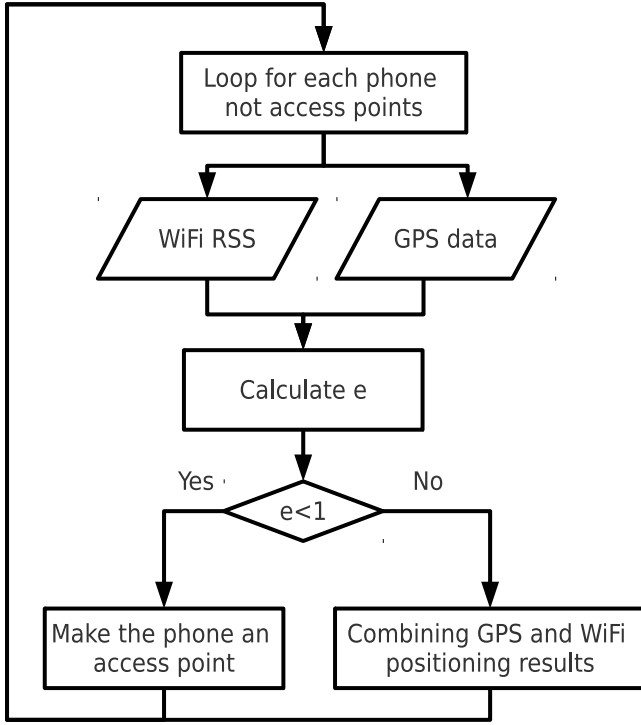 Loop for each phone
not access points
WiFi RSS
GPS data
Calculate e
Yes
No
e<1
Make the phone an
access point
Combining GPS and WiFi
positioning results